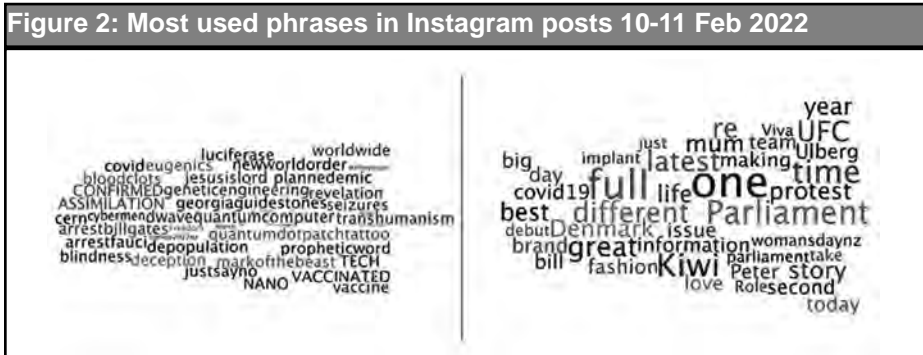 Figure 2: Most used phrases in Instagram posts 10-11 Feb 2022
luciferase worldwide
covid eugenics newworldorder
bloodclots jesusislord plannedemic
CONFIRMED geneticengineering revelation
ASSIMILATION georgiaguidestones seizures
cern cybermen dwavequantumcomputer transhumanism
arrestbillgates quantumdotpatchtattoo
arrestfauci depopulation propheticword
blindness deception markofthebeast TECH
justsayno VACCINATED
NANO vaccine
year
re Viva UFC
just mum team Ulberg
big implant latest making time
day
covid19 full life one protest
best different Parliament
debut Denmark issue
brand great information womansdaynz
bill parliament take
fashion Kiwi Peter story
love Role second
today